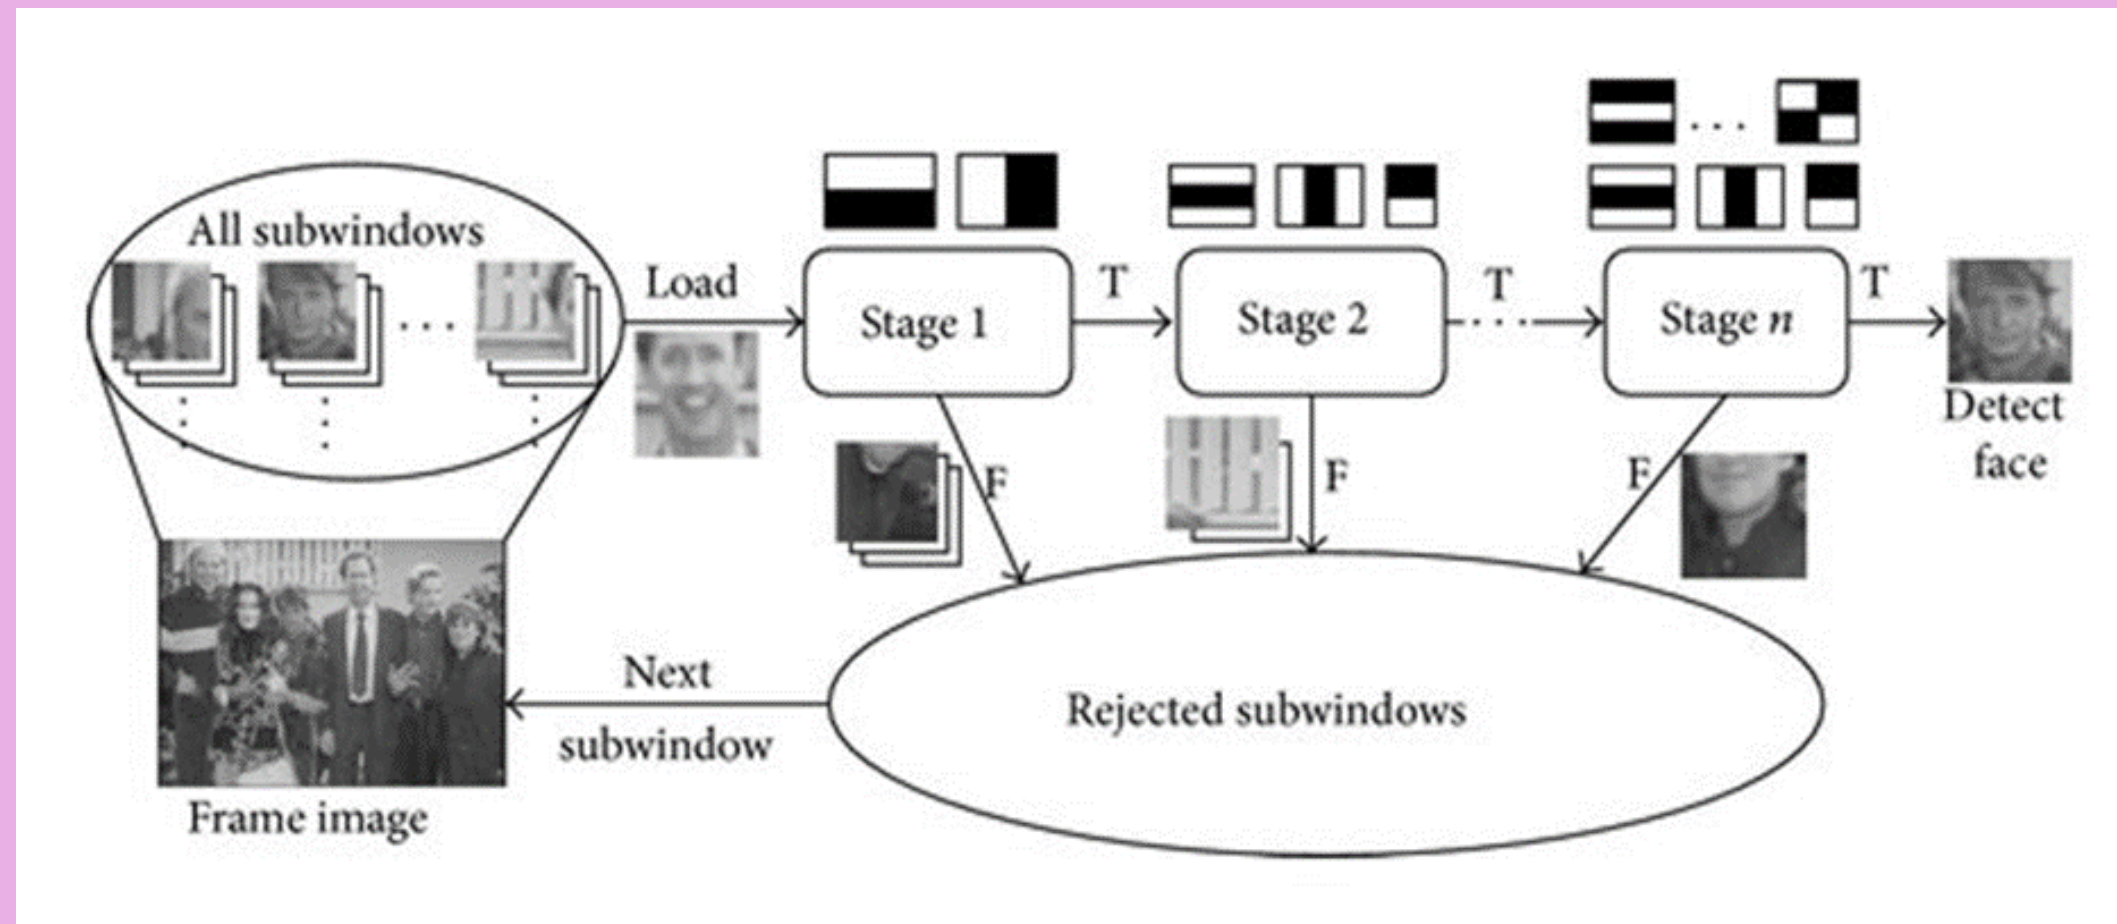 All subwindows
Load
Stage 1
T
Stage 2
T
Stage n
T
Detect
face
F
F
F
Next
subwindow
Rejected subwindows
Frame image